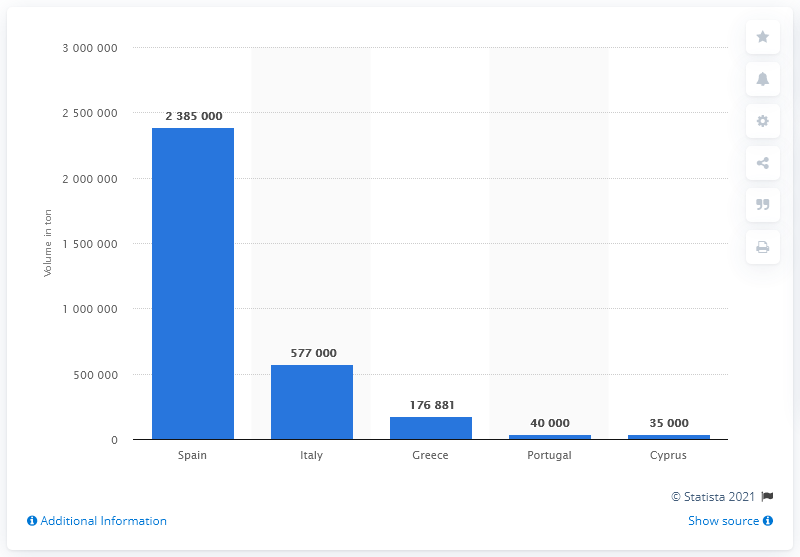 3 000 000
2 500 000
2 000 000
1 500 000
1 000 000
500 000
0
Volume in ton
2 385 000
577 000
176 881
40 000
35 000
Spain
Italy
Greece
Portugal
Cyprus
© Statista 2021
Additional Information
Show source